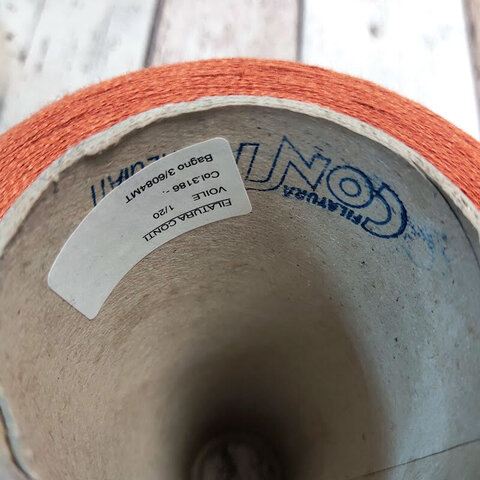 FILATURA CONTI
VOILE 1/20
Col.3186 -.
Bagno 3/6084MT
FILATURA
CONTI